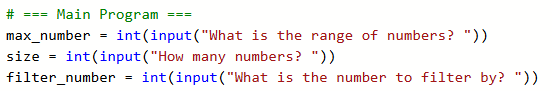 # === Main Program ===
max_number = int(input("What is the range of numbers? "))
size = int(input("How many numbers? "))
filter_number = int(input("What is the number to filter by? "))